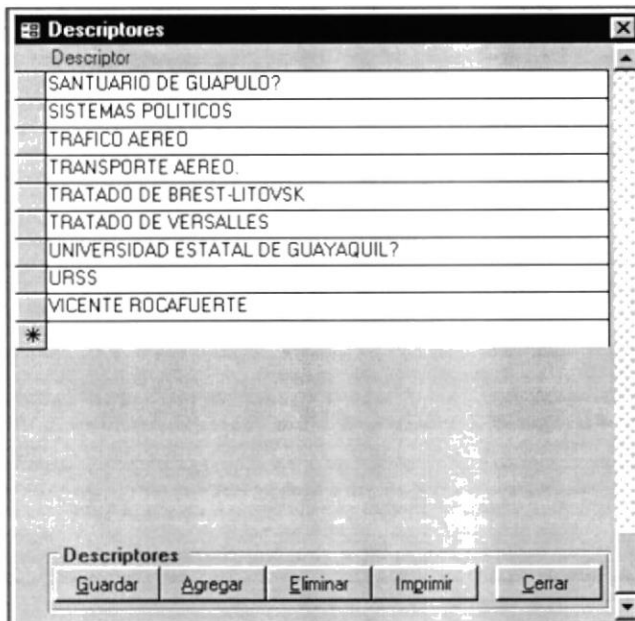 Descriptores
Descriptor
SANTUARIO DE GUAPULO?
SISTEMAS POLITICOS
TRAFICO AEREO
TRANSPORTE AEREO.
TRATADO DE BREST-LITOVSK
TRATADO DE VERSALLES
UNIVERSIDAD ESTATAL DE GUAYAQUIL?
URSS
VICENTE ROCAFUERTE
Descriptores
Guardar Agregar Eliminar Imprimir Cerrar